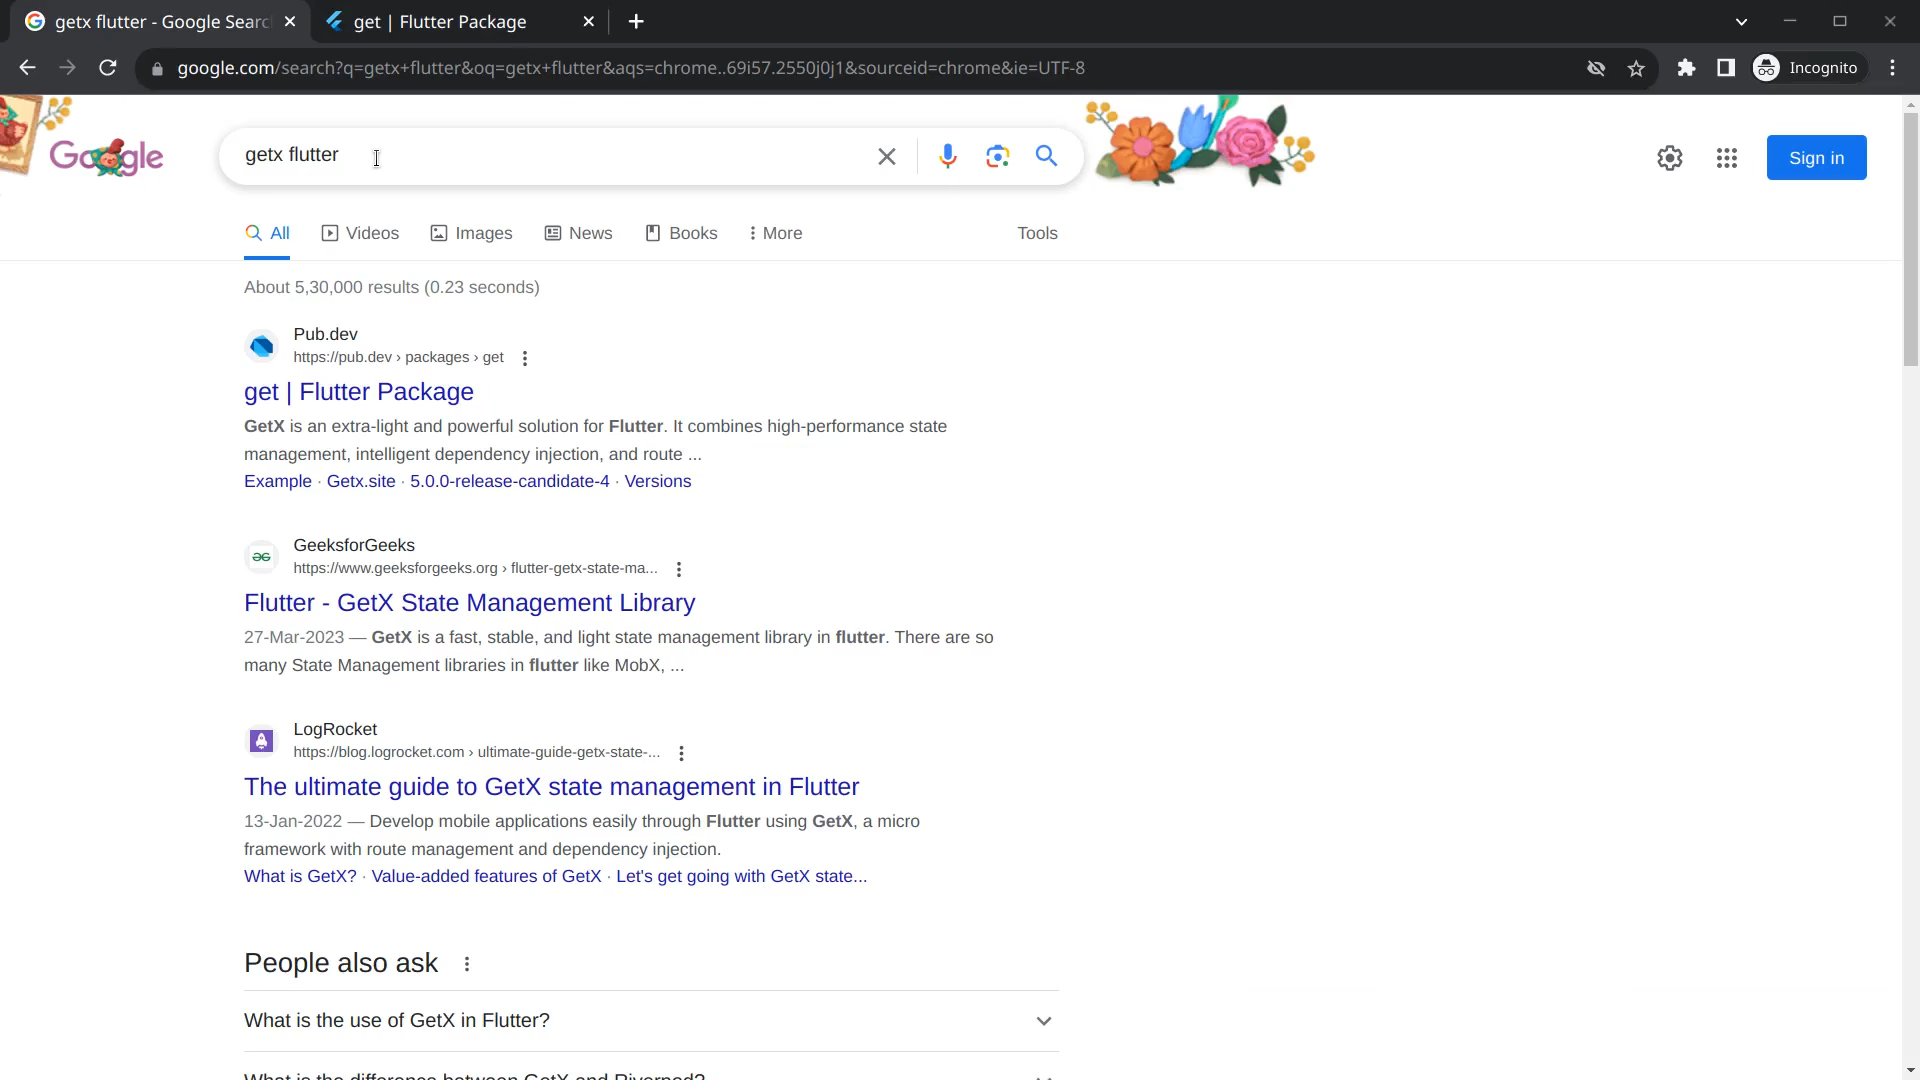 getx flutter - Google Searc
get | Flutter Package
google.com/search?q=getx+flutter&oq=getx+flutter&aqs=chrome..69i57.2550j0j1&sourceid=chrome&ie=UTF-8
Incognito
Google
getx flutter
Sign in
All
Videos
Images
News
Books
More
Tools
About 5,30,000 results (0.23 seconds)
Pub.dev
https://pub.dev › packages › get
get | Flutter Package
GetX is an extra-light and powerful solution for Flutter. It combines high-performance state
management, intelligent dependency injection, and route ...
Example · Getx.site · 5.0.0-release-candidate-4 · Versions
GeeksforGeeks
https://www.geeksforgeeks.org › flutter-getx-state-ma...
Flutter - GetX State Management Library
27-Mar-2023 — GetX is a fast, stable, and light state management library in flutter. There are so
many State Management libraries in flutter like MobX, ...
LogRocket
https://blog.logrocket.com › ultimate-guide-getx-state-...
The ultimate guide to GetX state management in Flutter
13-Jan-2022 — Develop mobile applications easily through Flutter using GetX, a micro
framework with route management and dependency injection.
What is GetX? · Value-added features of GetX · Let's get going with GetX state...
People also ask
What is the use of GetX in Flutter?
What is the difference between GetX and Riverpod?